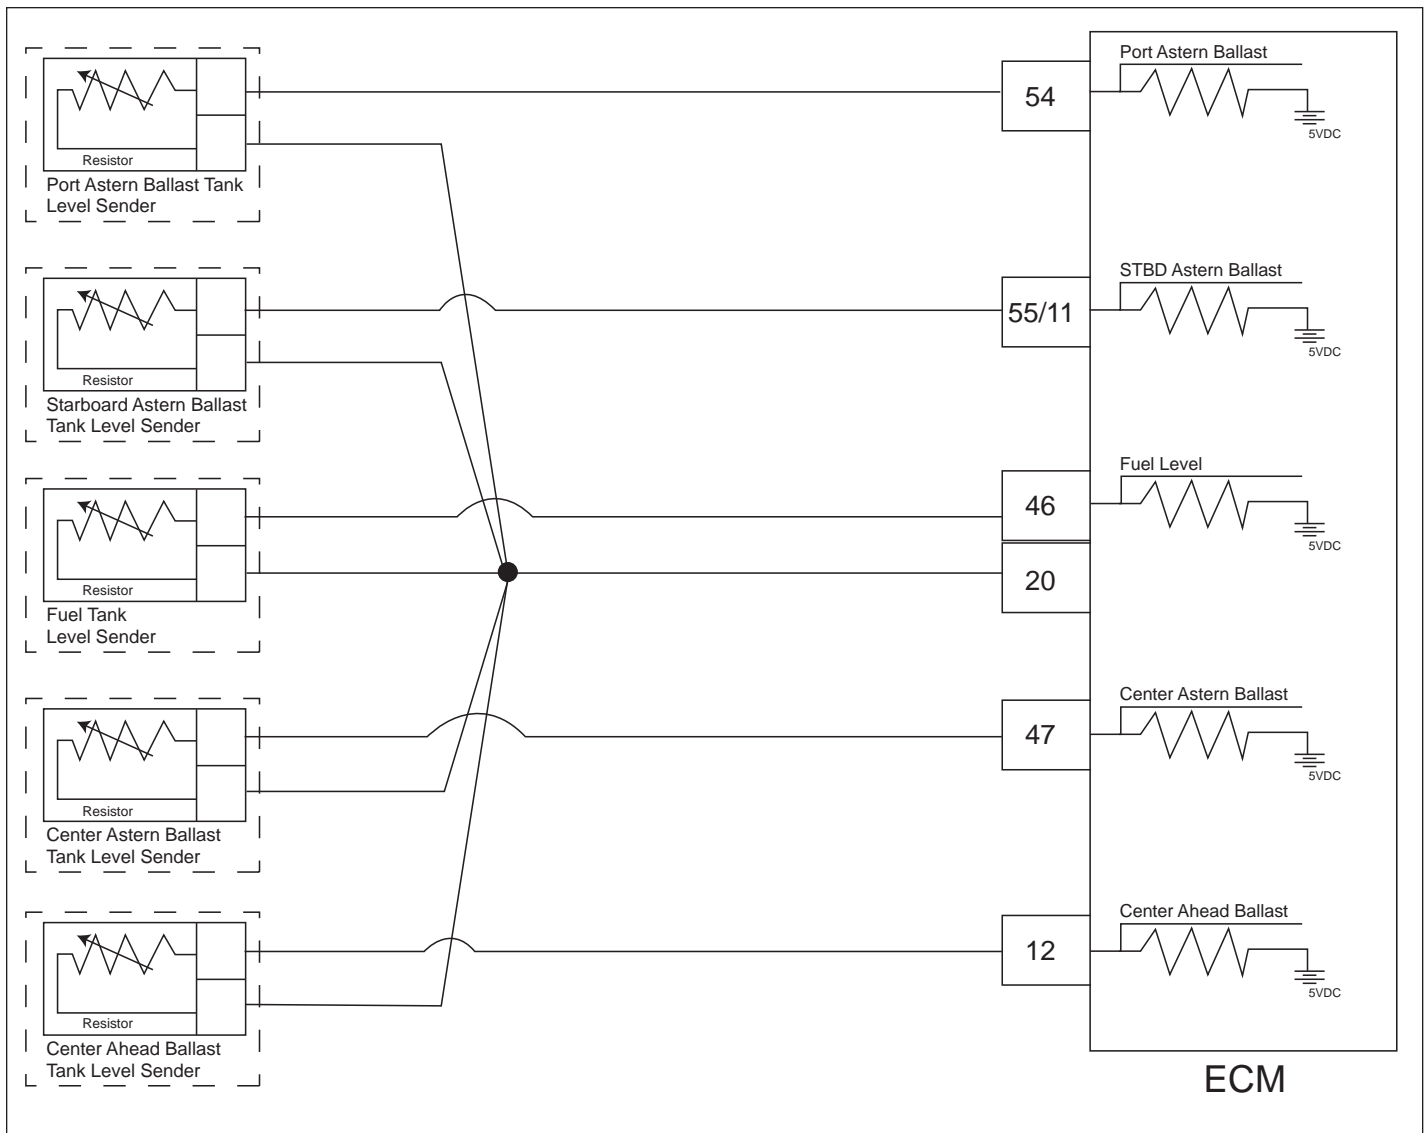 Resistor
Port Astern Ballast Tank
Level Sender
54
Port Astern Ballast
5VDC
Resistor
Starboard Astern Ballast
Tank Level Sender
55/11
STBD Astern Ballast
5VDC
Resistor
Fuel Tank
Level Sender
46
20
Fuel Level
5VDC
Resistor
Center Astern Ballast
Tank Level Sender
47
Center Astern Ballast
5VDC
Resistor
Center Ahead Ballast
Tank Level Sender
12
Center Ahead Ballast
5VDC
ECM